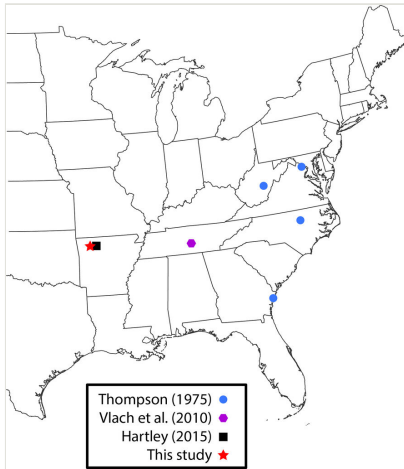 Thompson (1975)
Vlach et al. (2010)
Hartley (2015)
This study